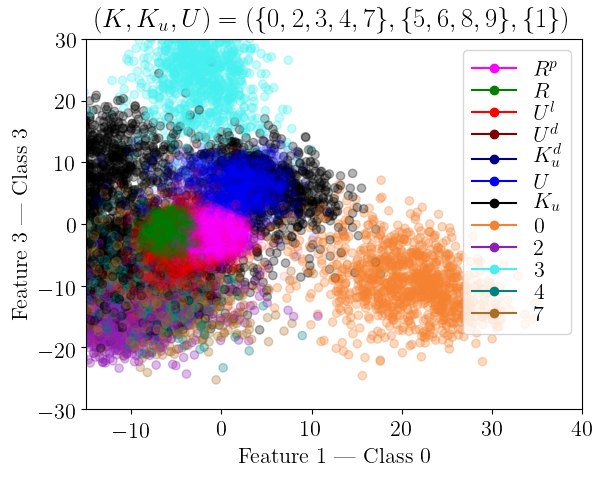 (K, K_u, U) = ({0, 2, 3, 4, 7}, {5, 6, 8, 9}, {1})
30
20
10
0
−10
−20
−30
Feature 3 — Class 3
R^p
R
U^l
U^d
K_u^d
U
K_u
0
2
3
4
7
−10
0
10
20
30
40
Feature 1 — Class 0